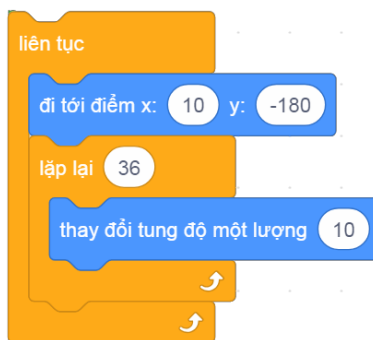 liên tục
đi tới điểm x: 10 y: -180
lặp lại 36
thay đổi tung độ một lượng 10